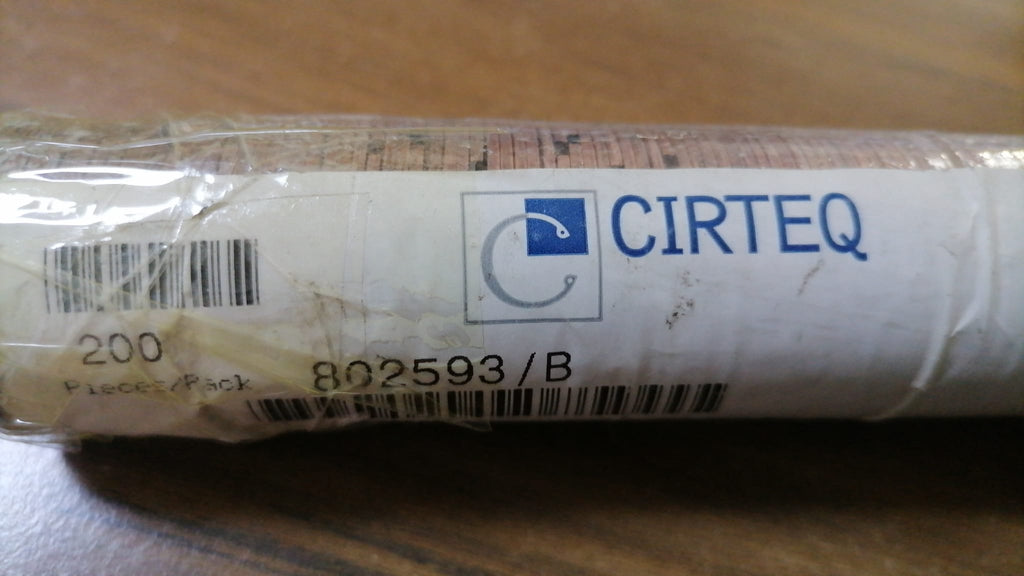 CIRTEQ
200
Pieces/Pack
802593/B